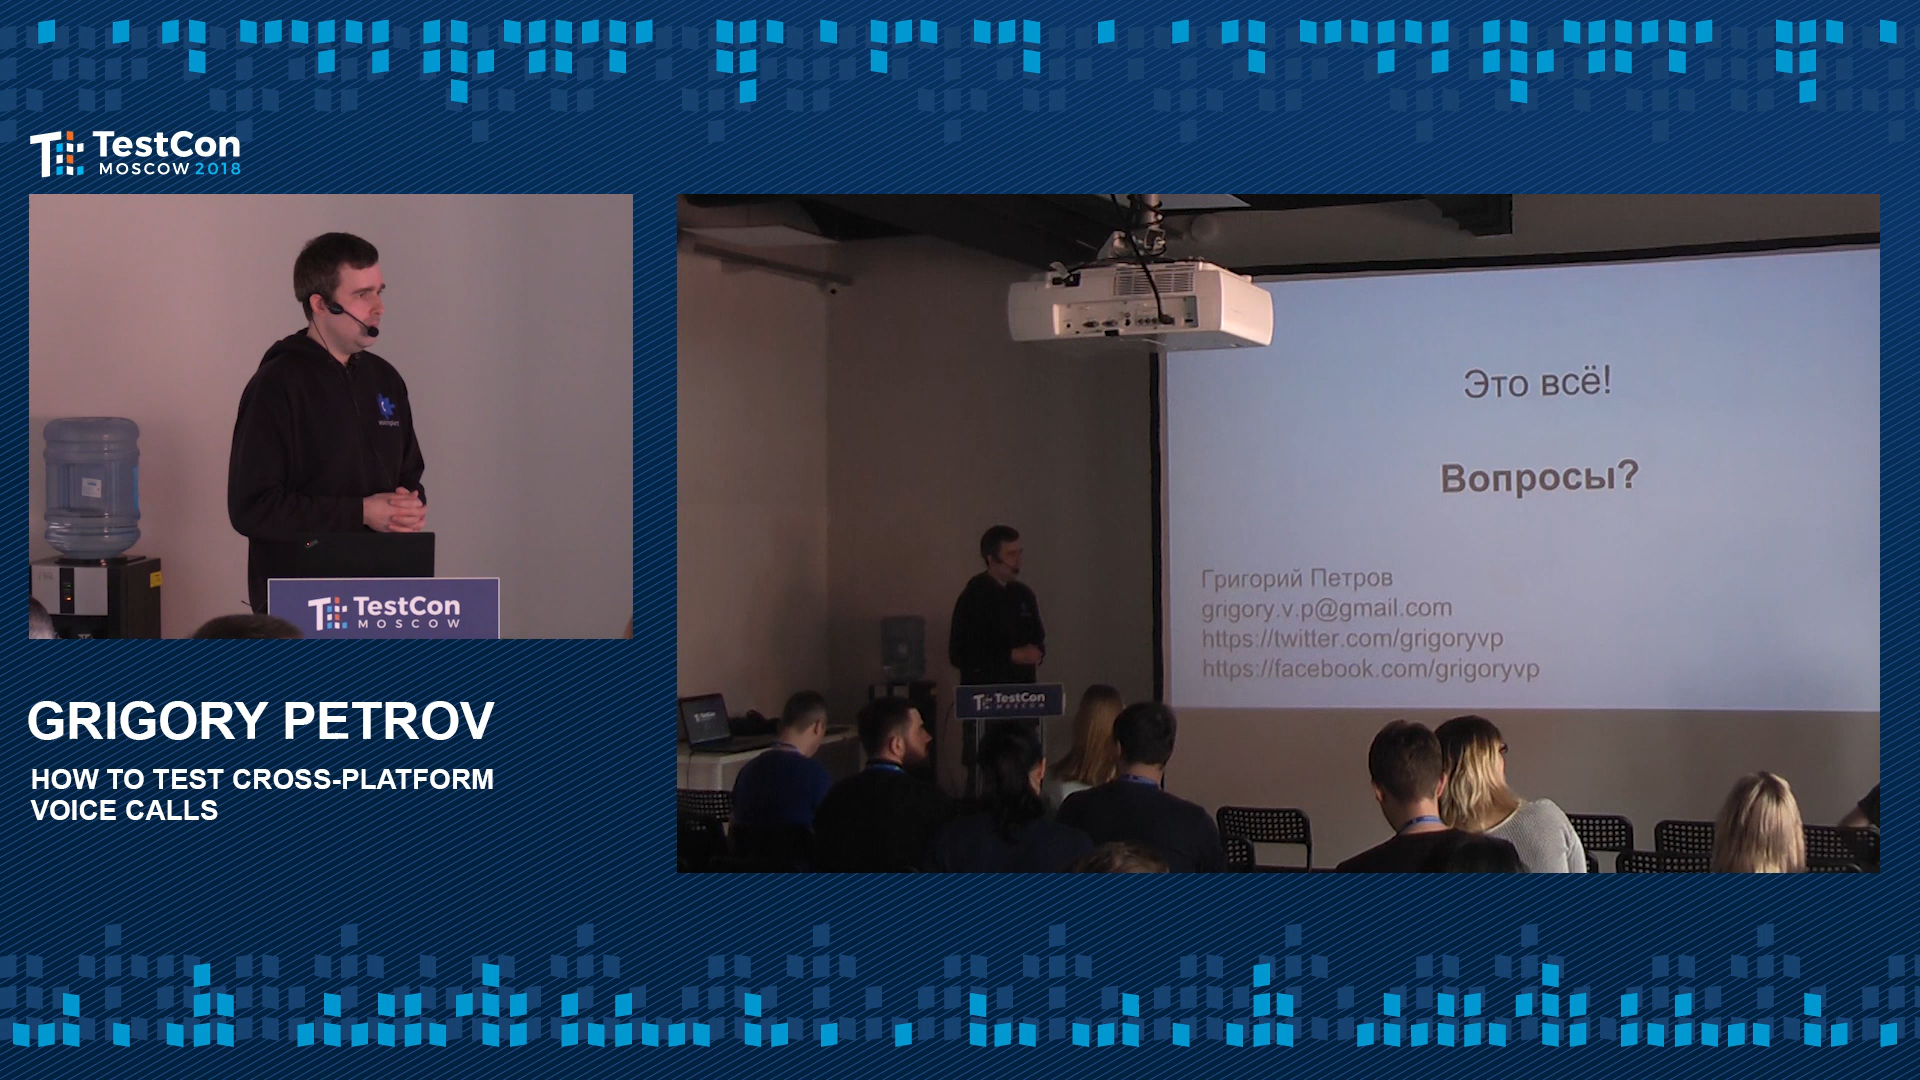 TestCon
MOSCOW 2018
TestCon
MOSCOW
GRIGORY PETROV
HOW TO TEST CROSS-PLATFORM
VOICE CALLS
Это всё!
Вопросы?
Григорий Петров
grigory.v.p@gmail.com
https://twitter.com/grigoryvp
https://facebook.com/grigoryvp
TestCon
MOSCOW